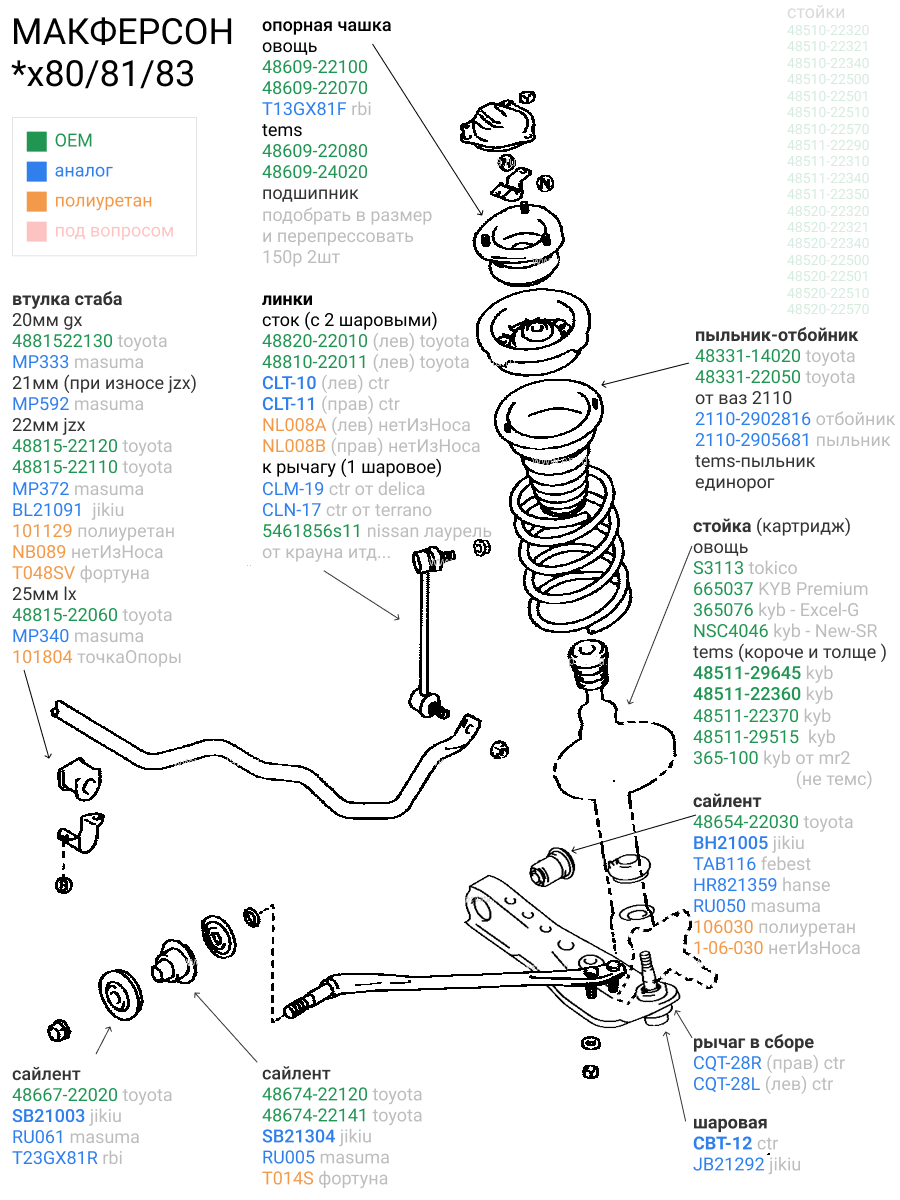 МАКФЕРСОН
*x80/81/83
OEM
аналог
полиуретан
под вопросом
опорная чашка
овощь
48609-22100
48609-22070
T13GX81F rbi
tems
48609-22080
48609-24020
подшипник
подобрать в размер
и перепрессовать
150р 2шт
стойки
48510-22320
48510-22321
48510-22340
48510-22500
48510-22501
48510-22510
48510-22570
48511-22290
48511-22310
48511-22340
48511-22350
48520-22320
48520-22321
48520-22340
48520-22500
48520-22501
48520-22510
48520-22570
втулка стаба
20мм gx
4881522130 toyota
MP333 masuma
21мм (при износе jzx)
MP592 masuma
22мм jzx
48815-22120 toyota
48815-22110 toyota
MP372 masuma
BL21091 jikiu
101129 полиуретан
NB089 нетИзНоса
T048SV фортуна
25мм lx
48815-22060 toyota
MP340 masuma
101804 точкаОпоры
линки
сток (с 2 шаровыми)
48820-22010 (лев) toyota
48810-22011 (лев) toyota
CLT-10 (лев) ctr
CLT-11 (прав) ctr
NL008A (лев) нетИзНоса
NL008B (прав) нетИзНоса
к рычагу (1 шаровое)
CLM-19 ctr от delica
CLN-17 ctr от terrano
5461856s11 nissan лаурель
от крауна итд...
пыльник-отбойник
48331-14020 toyota
48331-22050 toyota
от ваз 2110
2110-2902816 отбойник
2110-2905681 пыльник
tems-пыльник
единорог
стойка (картридж)
овощь
S3113 tokico
665037 KYB Premium
365076 kyb - Excel-G
NSC4046 kyb - New-SR
tems (короче и толще )
48511-29645 kyb
48511-22360 kyb
48511-22370 kyb
48511-29515 kyb
365-100 kyb от mr2
(не темс)
сайлент
48654-22030 toyota
BH21005 jikiu
TAB116 febest
HR821359 hanse
RU050 masuma
106030 полиуретан
1-06-030 нетИзНоса
рычаг в сборе
CQT-28R (прав) ctr
CQT-28L (лев) ctr
шаровая
CBT-12 ctr
JB21292 jikiu
сайлент
48667-22020 toyota
SB21003 jikiu
RU061 masuma
T23GX81R rbi
сайлент
48674-22120 toyota
48674-22141 toyota
SB21304 jikiu
RU005 masuma
T014S фортуна